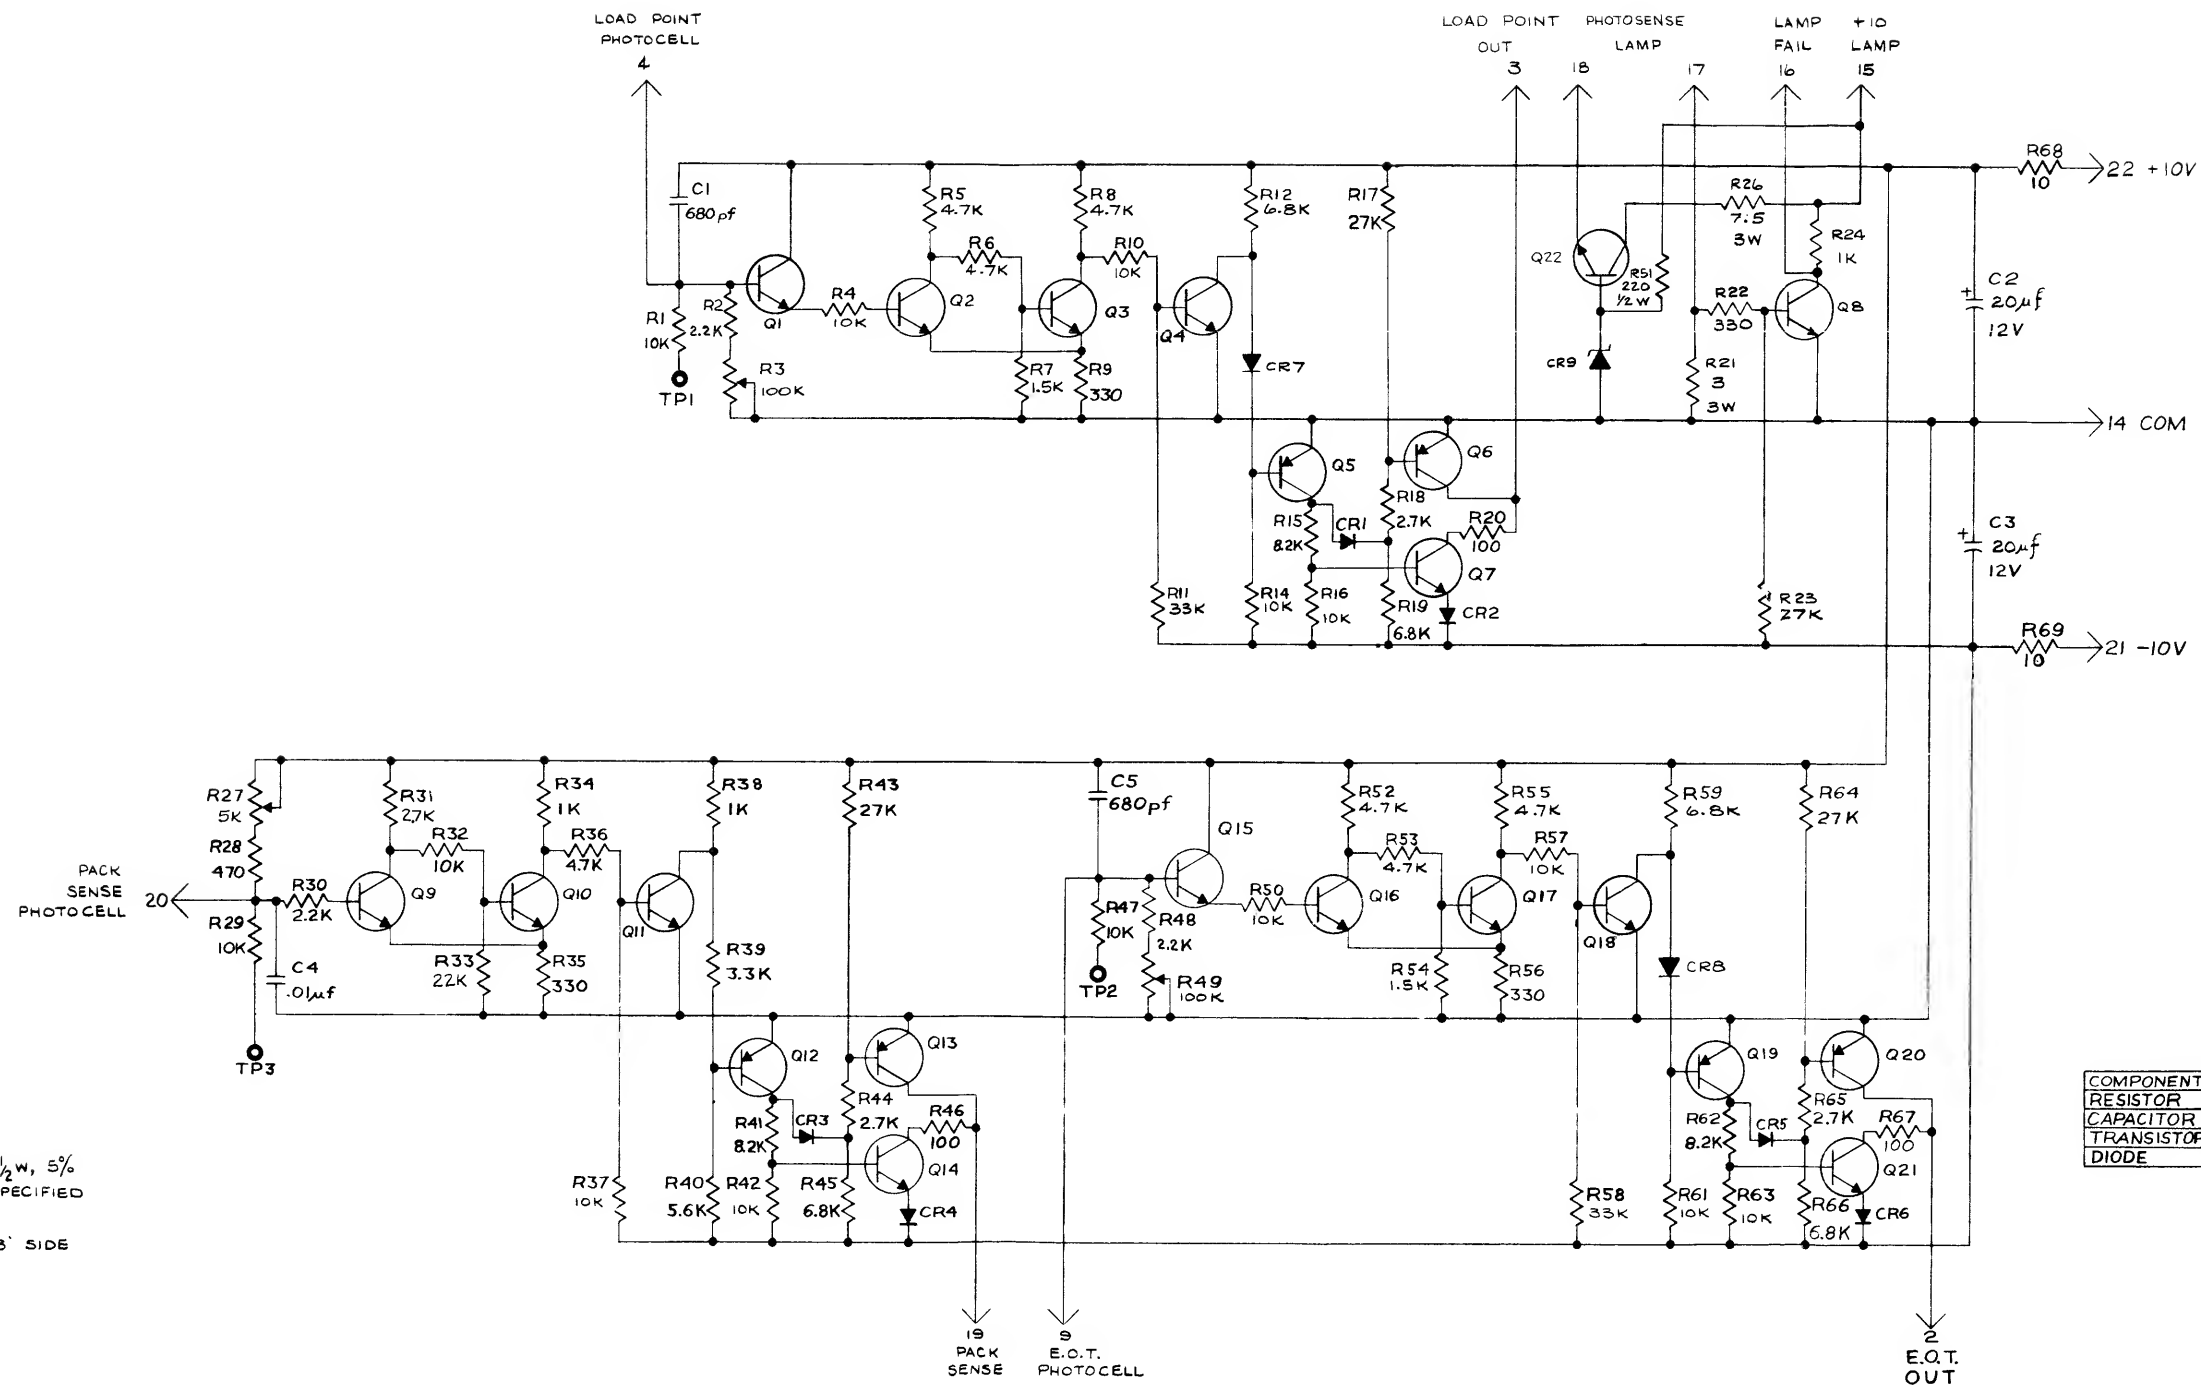 LOAD POINT
PHOTOCELL
4
LOAD POINT
OUT
3
PHOTOSENSE
LAMP
18
17
LAMP
FAIL
16
+10
LAMP
15
C1
680pf
R1
10K
TP1
R2
2.2K
R3
100K
Q1
R4
10K
R5
4.7K
Q2
R6
4.7K
R7
1.5K
R8
4.7K
Q3
R9
330
R10
10K
Q4
R11
33K
R12
6.8K
CR7
R14
10K
Q5
R15
8.2K
CR1
R16
10K
R17
27K
R18
2.7K
R19
6.8K
Q6
R20
100
Q7
CR2
Q22
R51
220
½W
CR9
R26
7.5
3W
R22
330
R21
3
3W
R24
1K
Q8
R23
27K
R68
10
22 +10V
+
C2
20µf
12V
14 COM
+
C3
20µf
12V
R69
10
21 -10V
PACK
SENSE
PHOTOCELL
20
R27
5K
R28
470
R29
10K
TP3
R30
2.2K
C4
.01µf
R31
2.7K
Q9
R32
10K
R33
22K
R34
1K
Q10
R35
330
R36
4.7K
Q11
R37
10K
R38
1K
R39
3.3K
R40
5.6K
Q12
R41
8.2K
CR3
R42
10K
R43
27K
R44
2.7K
R45
6.8K
Q13
R46
100
Q14
CR4
19
PACK
SENSE
9
E.O.T.
PHOTOCELL
C5
680pf
R47
10K
TP2
R48
2.2K
R49
100K
Q15
R50
10K
R52
4.7K
Q16
R53
4.7K
R54
1.5K
R55
4.7K
Q17
R56
330
R57
10K
Q18
R58
33K
R59
6.8K
CR8
R61
10K
Q19
R62
8.2K
CR5
R63
10K
R64
27K
R65
2.7K
R66
6.8K
Q20
R67
100
Q21
CR6
2
E.O.T.
OUT
COMPONENT
RESISTOR
CAPACITOR
TRANSISTOR
DIODE
½W, 5%
PECIFIED
SIDE